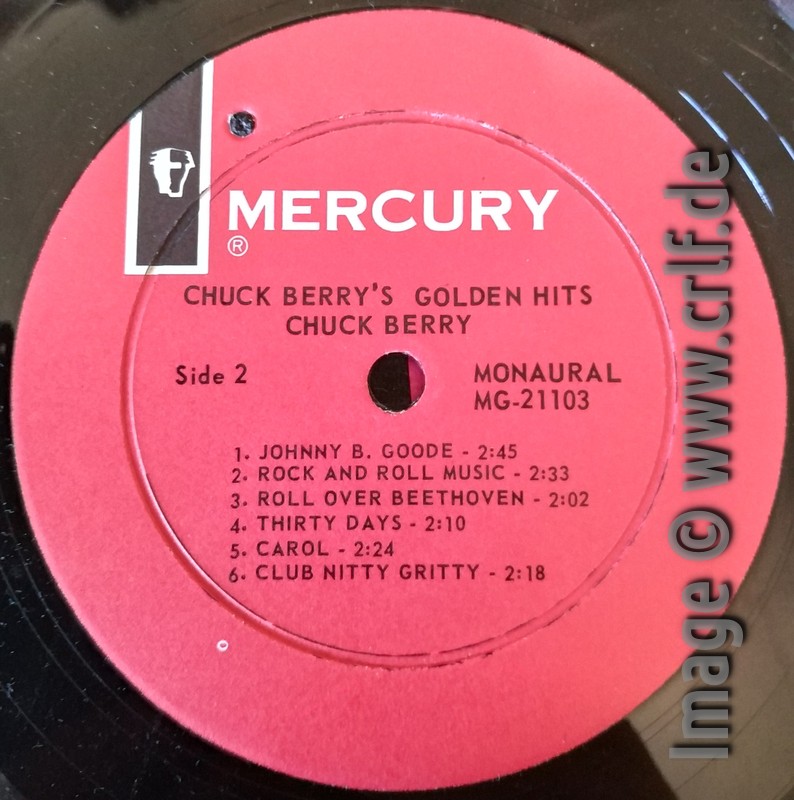 MERCURY
®
CHUCK BERRY'S GOLDEN HITS
CHUCK BERRY
Side 2
MONAURAL
MG-21103
1. JOHNNY B. GOODE - 2:45
2. ROCK AND ROLL MUSIC - 2:33
3. ROLL OVER BEETHOVEN - 2:02
4. THIRTY DAYS - 2:10
5. CAROL - 2:24
6. CLUB NITTY GRITTY - 2:18
Image © www.crlf.de